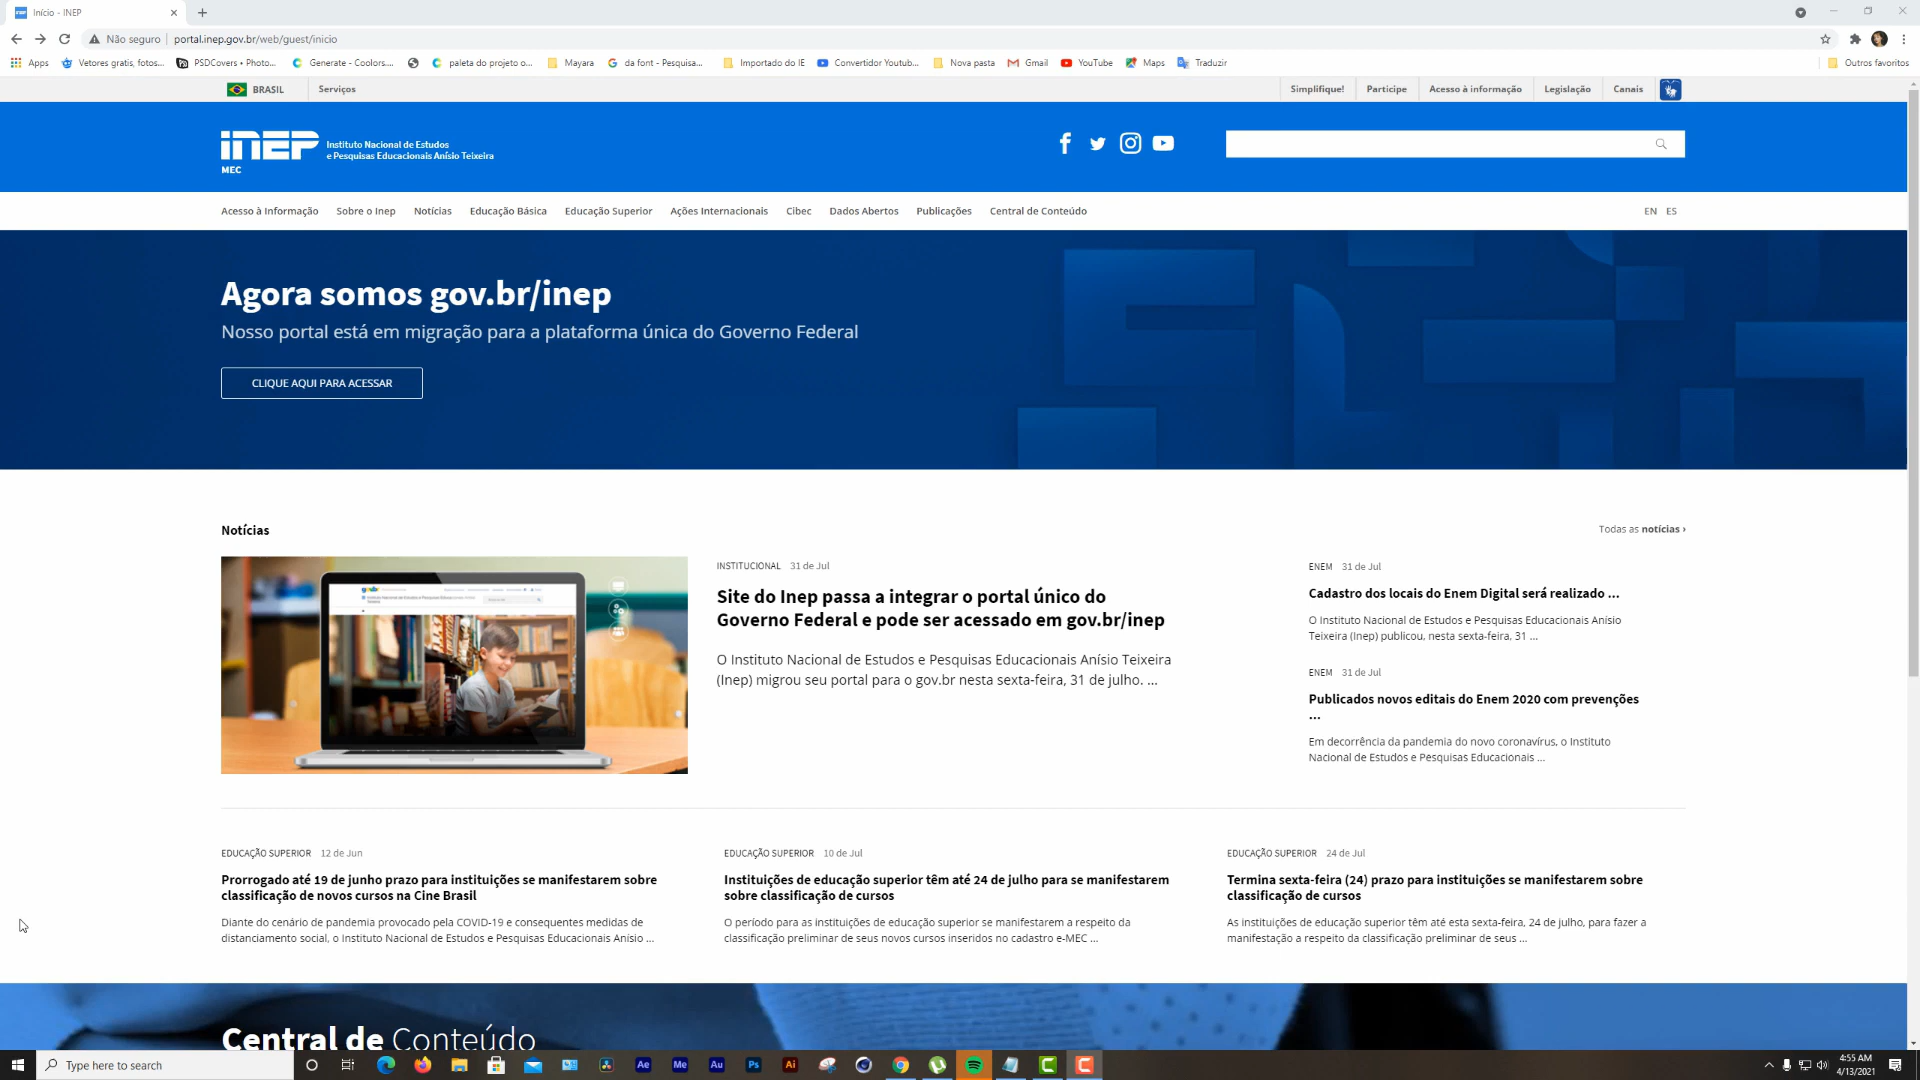 Início - INEP
Não seguro
portal.inep.gov.br/web/guest/inicio
Apps
Vetores gratis, fotos...
PSDCovers • Photo...
Generate - Coolors....
paleta do projeto o...
Mayara
da font - Pesquisa...
Importado do IE
Convertidor Youtub...
Nova pasta
Gmail
YouTube
Maps
Traduzir
Outros favoritos
BRASIL
Serviços
Simplifique!
Participe
Acesso à informação
Legislação
Canais
INEP
Instituto Nacional de Estudos
e Pesquisas Educacionais Anísio Teixeira
MEC
Acesso à Informação
Sobre o Inep
Notícias
Educação Básica
Educação Superior
Ações Internacionais
Cibec
Dados Abertos
Publicações
Central de Conteúdo
EN ES
Agora somos gov.br/inep
Nosso portal está em migração para a plataforma única do Governo Federal
CLIQUE AQUI PARA ACESSAR
Notícias
Todas as notícias ›
INSTITUCIONAL 31 de Jul
Site do Inep passa a integrar o portal único do
Governo Federal e pode ser acessado em gov.br/inep
O Instituto Nacional de Estudos e Pesquisas Educacionais Anísio Teixeira
(Inep) migrou seu portal para o gov.br nesta sexta-feira, 31 de julho. ...
ENEM 31 de Jul
Cadastro dos locais do Enem Digital será realizado ...
O Instituto Nacional de Estudos e Pesquisas Educacionais Anísio
Teixeira (Inep) publicou, nesta sexta-feira, 31 ...
ENEM 31 de Jul
Publicados novos editais do Enem 2020 com prevenções
...
Em decorrência da pandemia do novo coronavírus, o Instituto
Nacional de Estudos e Pesquisas Educacionais ...
EDUCAÇÃO SUPERIOR 12 de Jun
Prorrogado até 19 de junho prazo para instituições se manifestarem sobre
classificação de novos cursos na Cine Brasil
Diante do cenário de pandemia provocado pela COVID-19 e consequentes medidas de
distanciamento social, o Instituto Nacional de Estudos e Pesquisas Educacionais Anísio ...
EDUCAÇÃO SUPERIOR 10 de Jul
Instituições de educação superior têm até 24 de julho para se manifestarem
sobre classificação de cursos
O período para as instituições de educação superior se manifestarem a respeito da
classificação preliminar de seus novos cursos inseridos no cadastro e-MEC ...
EDUCAÇÃO SUPERIOR 24 de Jul
Termina sexta-feira (24) prazo para instituições se manifestarem sobre
classificação de cursos
As instituições de educação superior têm até esta sexta-feira, 24 de julho, para fazer a
manifestação a respeito da classificação preliminar de seus ...
Central de Conteúdo
Type here to search
Ae
Me
Au
Ps
Ai
4:55 AM
4/13/2021